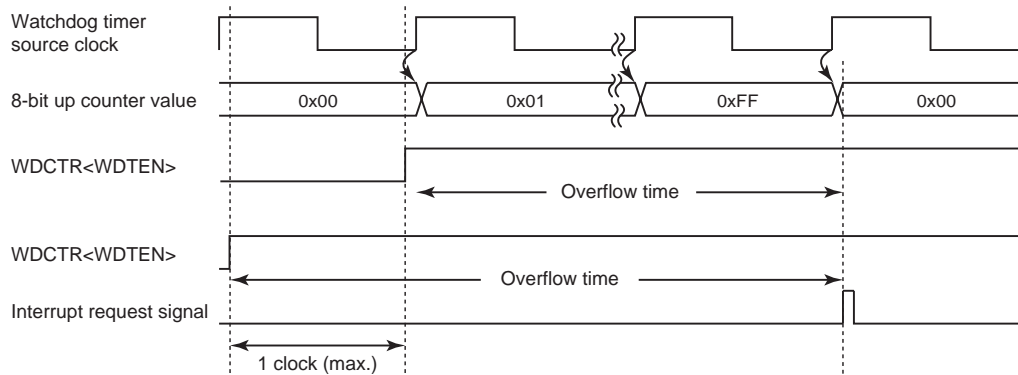 Watchdog timer
source clock
8-bit up counter value
0x00
0x01
0xFF
0x00
WDCTR<WDTEN>
Overflow time
WDCTR<WDTEN>
Overflow time
Interrupt request signal
1 clock (max.)